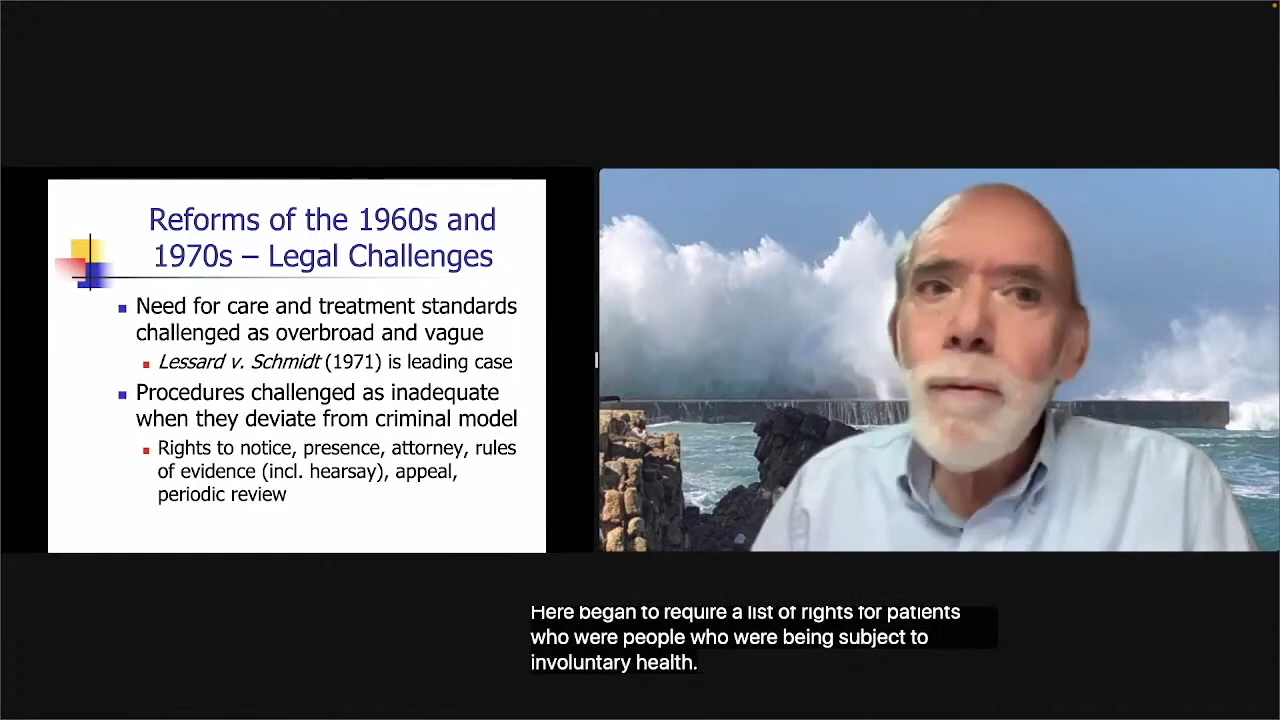 Reforms of the 1960s and
1970s – Legal Challenges
Need for care and treatment standards
challenged as overbroad and vague
Lessard v. Schmidt (1971) is leading case
Procedures challenged as inadequate
when they deviate from criminal model
Rights to notice, presence, attorney, rules
of evidence (incl. hearsay), appeal,
periodic review
Here began to require a list of rights for patients
who were people who were being subject to
involuntary health.